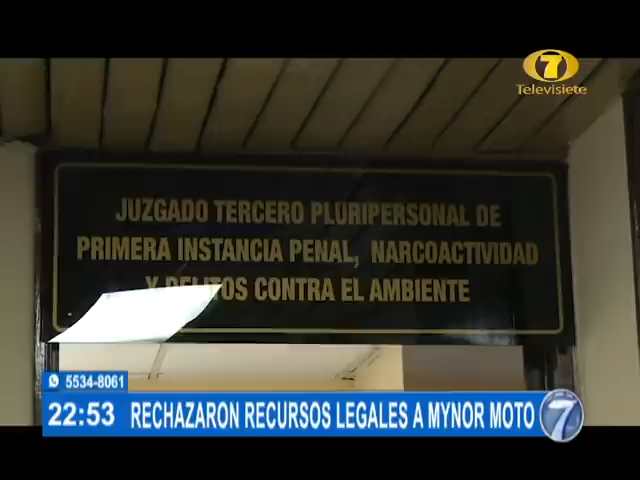 7
Televisiete
JUZGADO TERCERO PLURIPERSONAL DE
PRIMERA INSTANCIA PENAL, NARCOACTIVIDAD
Y DELITOS CONTRA EL AMBIENTE
5534-8061
22:53 RECHAZARON RECURSOS LEGALES A MYNOR MOTO 7